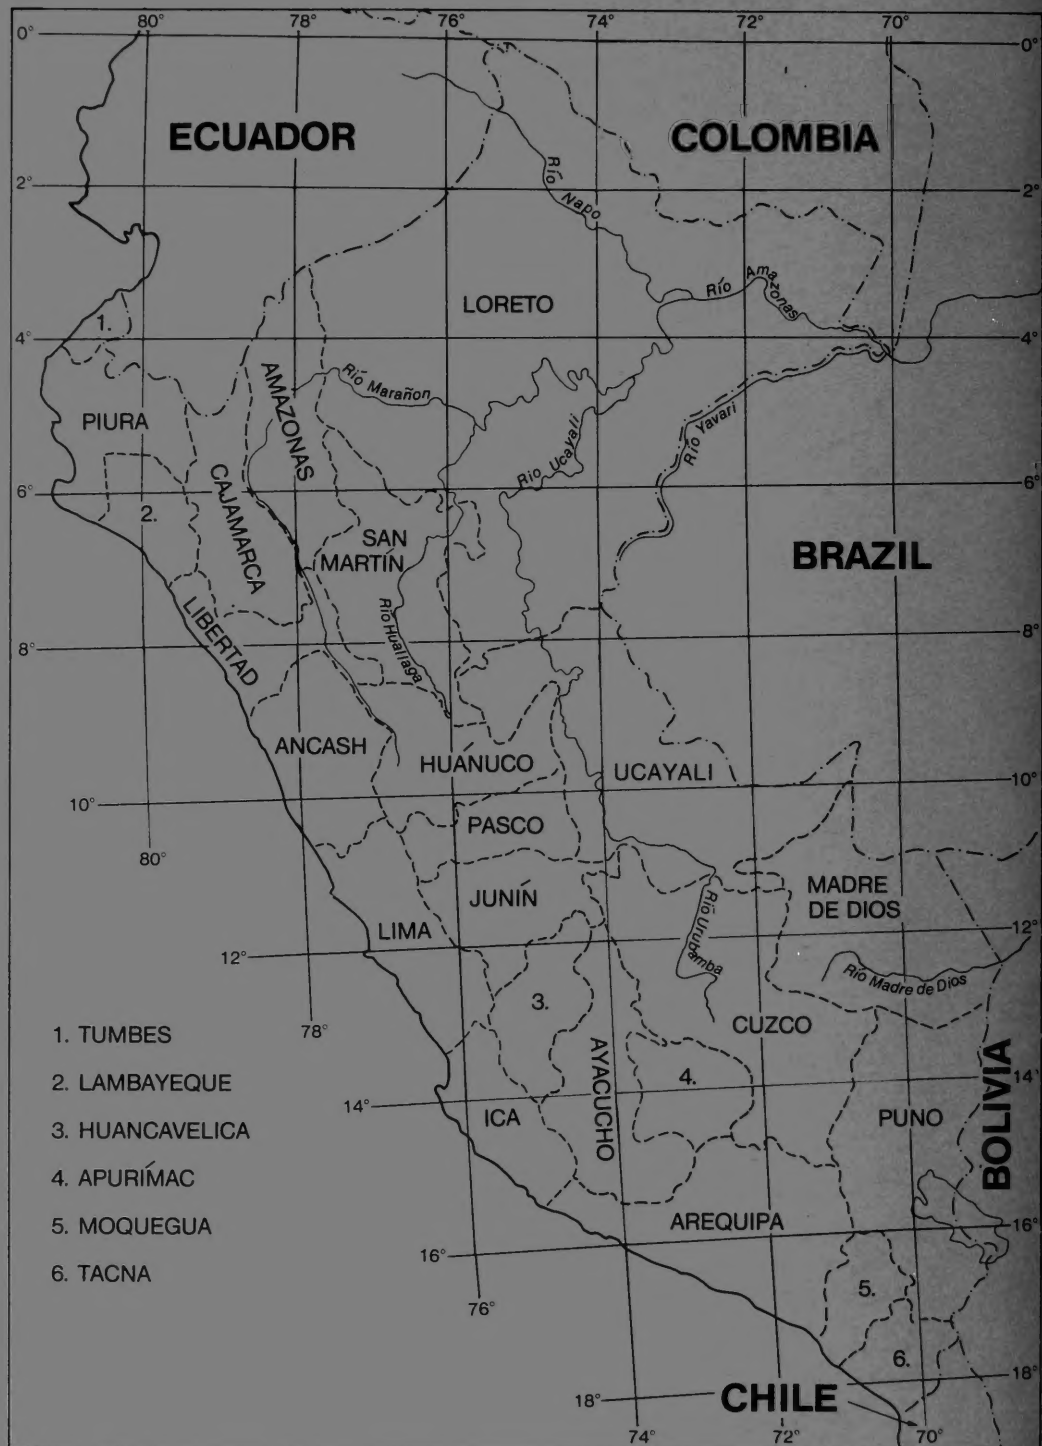 80°
78°
76°
74°
72°
70°
0°
0°
ECUADOR
COLOMBIA
2°
2°
Río Napo
LORETO
Río Amazonas
1.
4°
4°
AMAZONAS
Río Marañon
PIURA
Río Ucayali
Río Yavari
CAJAMARCA
6°
6°
2.
SAN
MARTÍN
BRAZIL
LIBERTAD
Río Huallaga
8°
8°
ANCASH
HUANUCO
UCAYALI
10°
10°
PASCO
80°
JUNÍN
MADRE
DE DIOS
LIMA
Río Urubamba
12°
12°
Río Madre de Dios
3.
78°
CUZCO
1. TUMBES
AYACUCHO
4.
14°
BOLIVIA
2. LAMBAYEQUE
14°
ICA
PUNO
3. HUANCAVELICA
4. APURÍMAC
AREQUIPA
16°
5. MOQUEGUA
16°
6. TACNA
5.
76°
6.
18°
18°
CHILE
74°
72°
70°